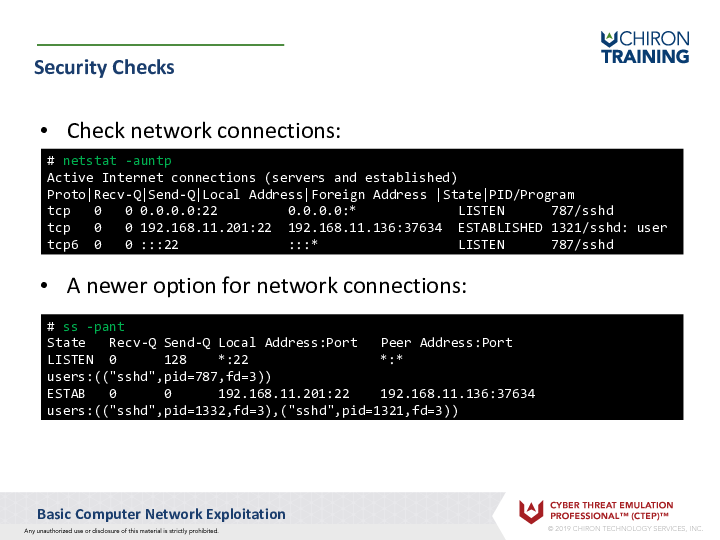 CHIRON
TRAINING
Security Checks
• Check network connections:
# netstat -auntp
Active Internet connections (servers and established)
Proto|Recv-Q|Send-Q|Local Address|Foreign Address |State|PID/Program
tcp 0 0 0.0.0.0:22 0.0.0.0:* LISTEN 787/sshd
tcp 0 0 192.168.11.201:22 192.168.11.136:37634 ESTABLISHED 1321/sshd: user
tcp6 0 0 :::22 :::* LISTEN 787/sshd
• A newer option for network connections:
# ss -pant
State Recv-Q Send-Q Local Address:Port Peer Address:Port
LISTEN 0 128 *:22 *:*
users:(("sshd",pid=787,fd=3))
ESTAB 0 0 192.168.11.201:22 192.168.11.136:37634
users:(("sshd",pid=1332,fd=3),("sshd",pid=1321,fd=3))
Basic Computer Network Exploitation
Any unauthorized use or disclosure of this material is strictly prohibited.
CYBER THREAT EMULATION
PROFESSIONAL™ (CTEP)™
© 2019 CHIRON TECHNOLOGY SERVICES, INC.